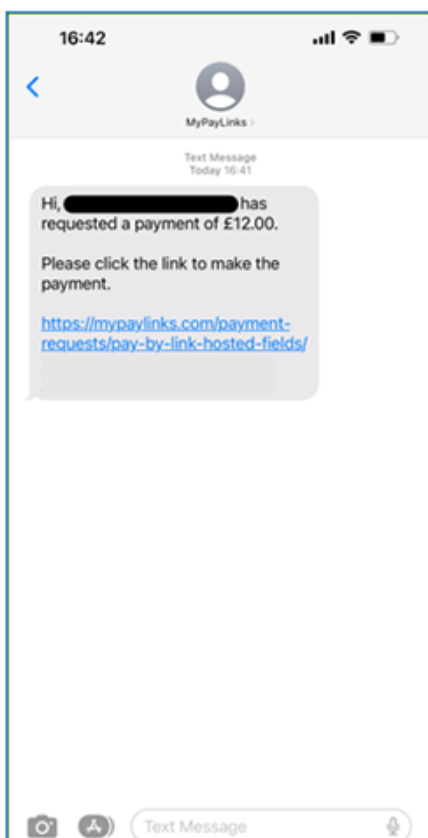 16:42
MyPayLinks >
Text Message
Today 16:41
Hi, has
requested a payment of £12.00.
Please click the link to make the
payment.
https://mypaylinks.com/payment-
requests/pay-by-link-hosted-fields/
Text Message